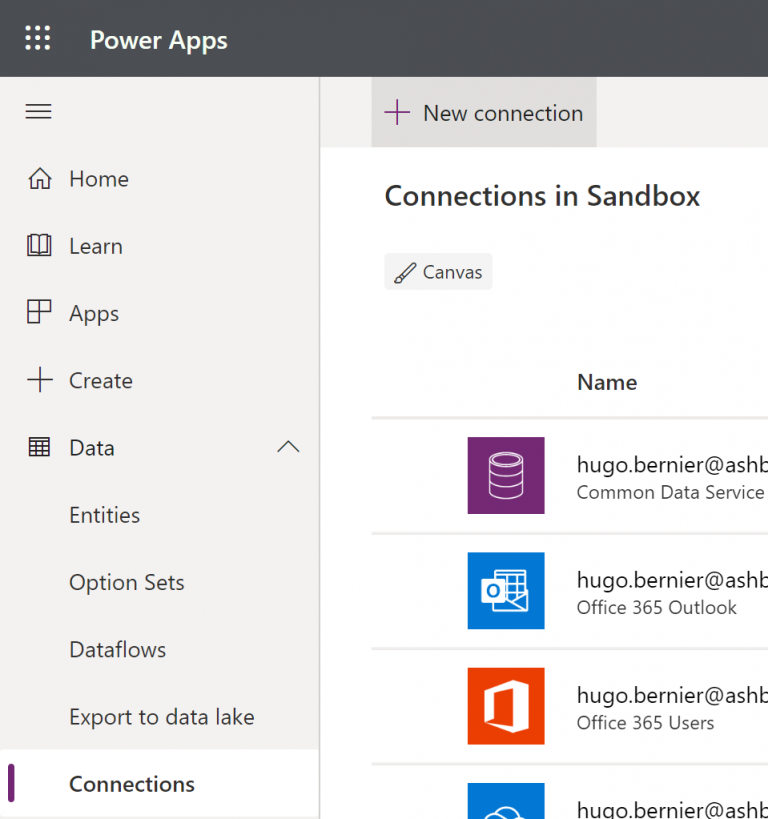 Power Apps
New connection
Home
Learn
Apps
Create
Data
Entities
Option Sets
Dataflows
Export to data lake
Connections
Connections in Sandbox
Canvas
Name
hugo.bernier@ashb
Common Data Service
hugo.bernier@ashb
Office 365 Outlook
hugo.bernier@ashb
Office 365 Users
hugo.bernier@ashb